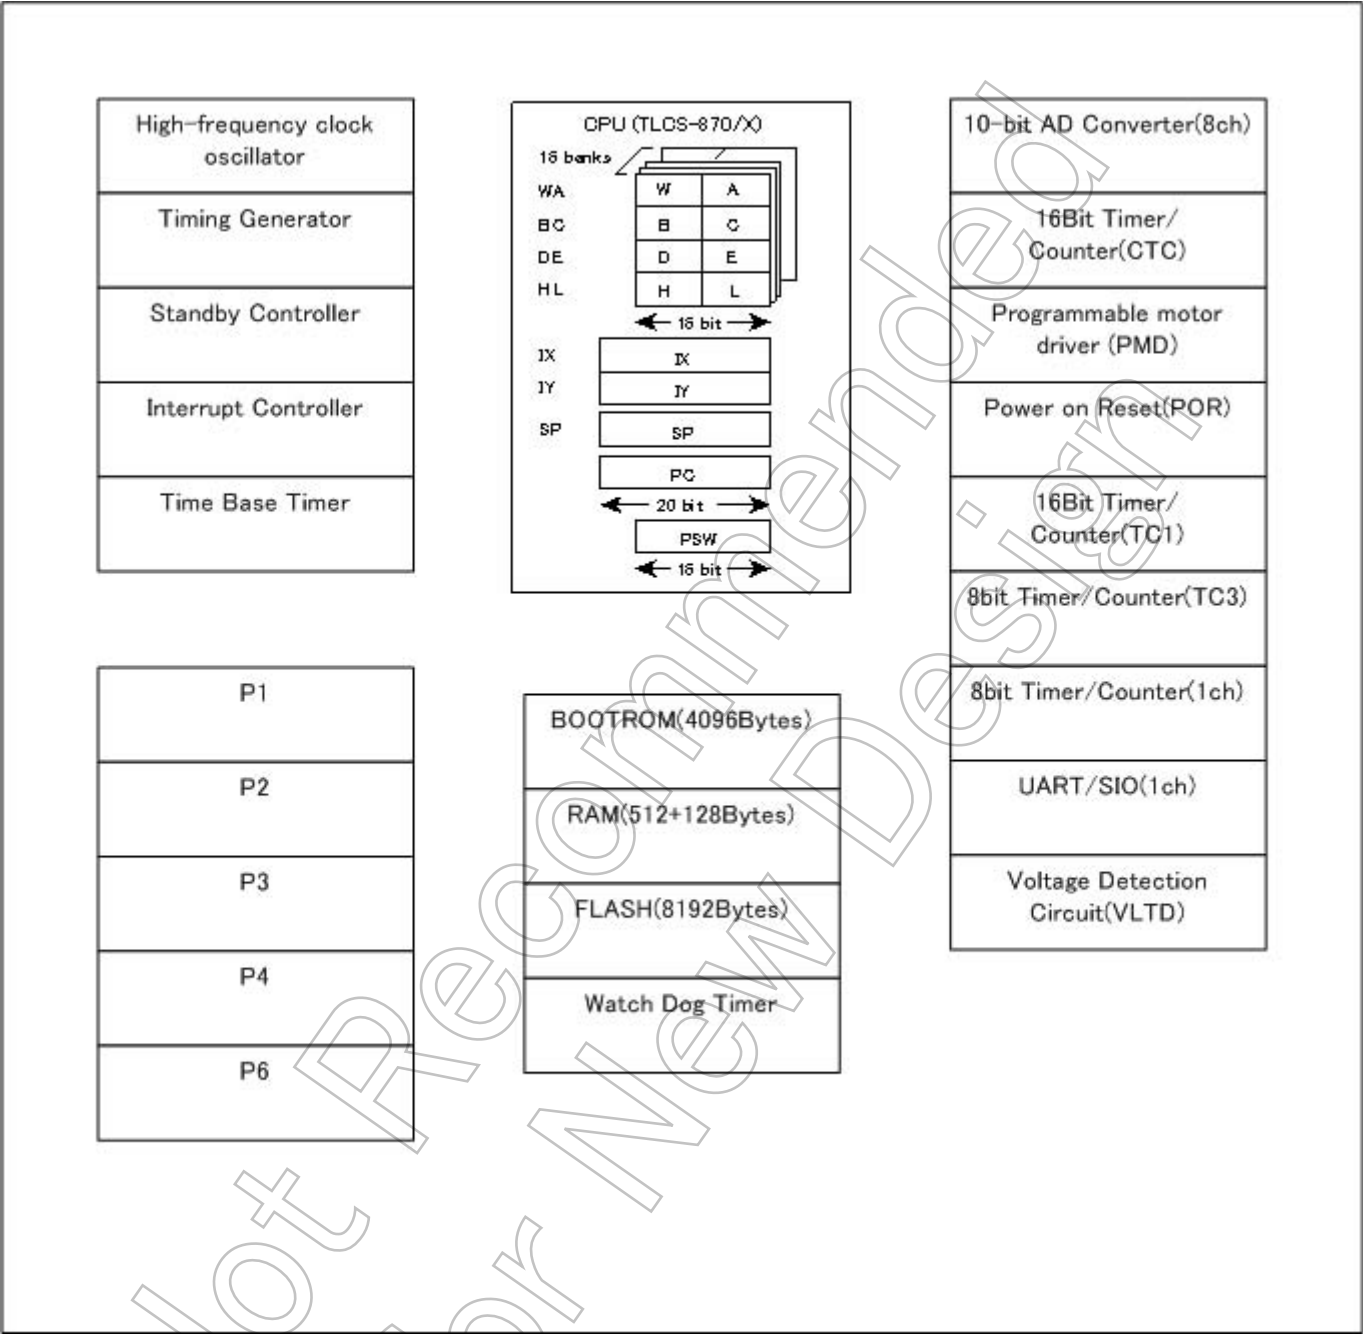 High-frequency clock
oscillator
Timing Generator
Standby Controller
Interrupt Controller
Time Base Timer
CPU (TLCS-870/X)
16 banks
WA W A
BC B C
DE D E
HL H L
16 bit
IX IX
IY IY
SP SP
PC
20 bit
PSW
16 bit
10-bit AD Converter(8ch)
16Bit Timer/
Counter(CTC)
Programmable motor
driver (PMD)
Power on Reset(POR)
16Bit Timer/
Counter(TC1)
8bit Timer/Counter(TC3)
8bit Timer/Counter(1ch)
UART/SIO(1ch)
Voltage Detection
Circuit(VLTD)
P1
P2
P3
P4
P6
BOOTROM(4096Bytes)
RAM(512+128Bytes)
FLASH(8192Bytes)
Watch Dog Timer
Not Recommended
for New Design